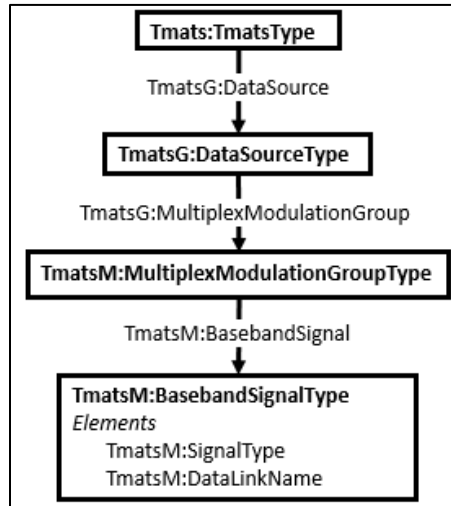 Tmats:TmatsType
TmatsG:DataSource
TmatsG:DataSourceType
TmatsG:MultiplexModulationGroup
TmatsM:MultiplexModulationGroupType
TmatsM:BasebandSignal
TmatsM:BasebandSignalType
Elements
TmatsM:SignalType
TmatsM:DataLinkName